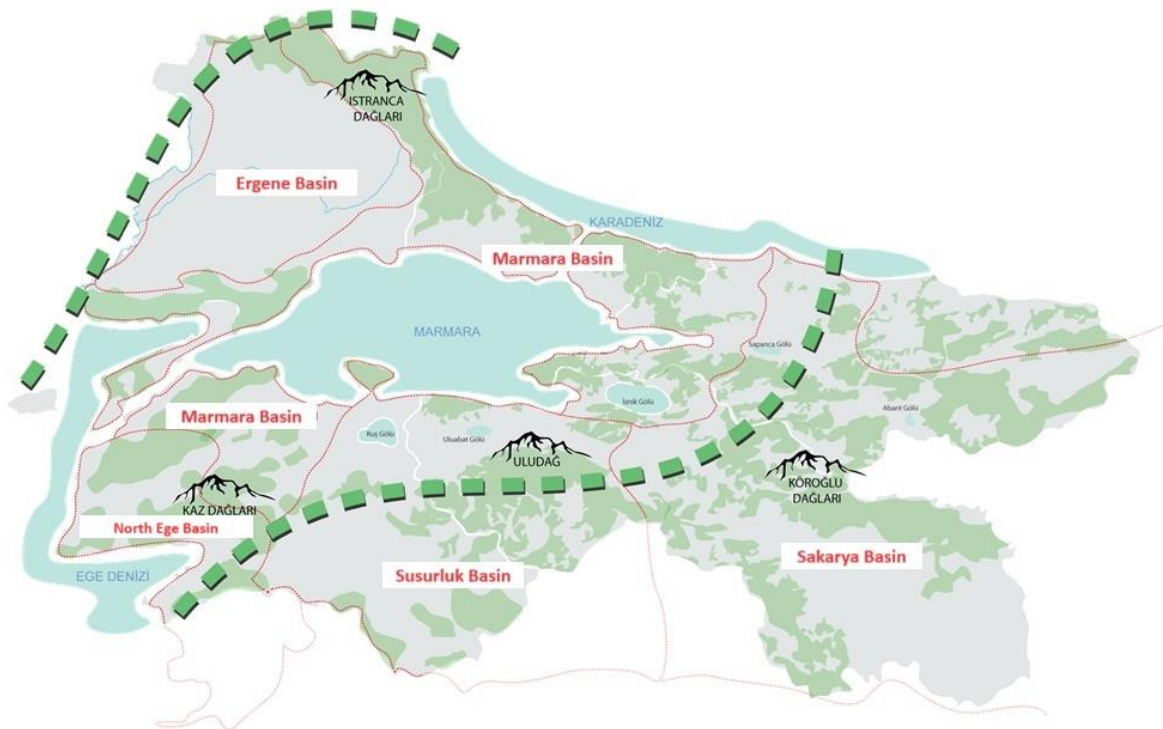 ISTRANCA
DAĞLARI
Ergene Basin
KARADENİZ
Marmara Basin
MARMARA
Sapanca Gölü
İznik Gölü
Marmara Basin
Kuş Gölü
Uluabat Gölü
Abant Gölü
ULUDAĞ
KÖROĞLU
DAĞLARI
KAZ DAĞLARI
North Ege Basin
Sakarya Basin
EGE DENİZİ
Susurluk Basin